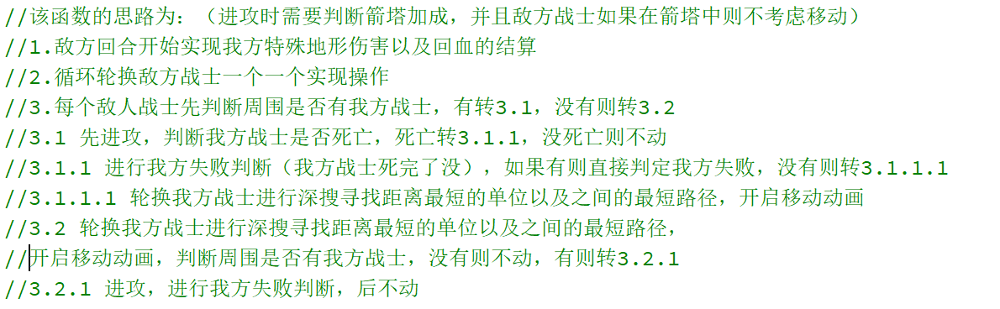 //该函数的思路为:（进攻时需要判断箭塔加成，并且敌方战士如果在箭塔中则不考虑移动）
//1.敌方回合开始实现我方特殊地形伤害以及回血的结算
//2.循环轮换敌方战士一个一个实现操作
//3.每个敌人战士先判断周围是否有我方战士，有转3.1，没有则转3.2
//3.1 先进攻，判断我方战士是否死亡，死亡转3.1.1，没死亡则不动
//3.1.1 进行我方失败判断（我方战士死完了没），如果有则直接判定我方失败，没有则转3.1.1.1
//3.1.1.1 轮换我方战士进行深搜寻找距离最短的单位以及之间的最短路径，开启移动动画
//3.2 轮换我方战士进行深搜寻找距离最短的单位以及之间的最短路径，
//开启移动动画，判断周围是否有我方战士，没有则不动，有则转3.2.1
//3.2.1 进攻，进行我方失败判断，后不动